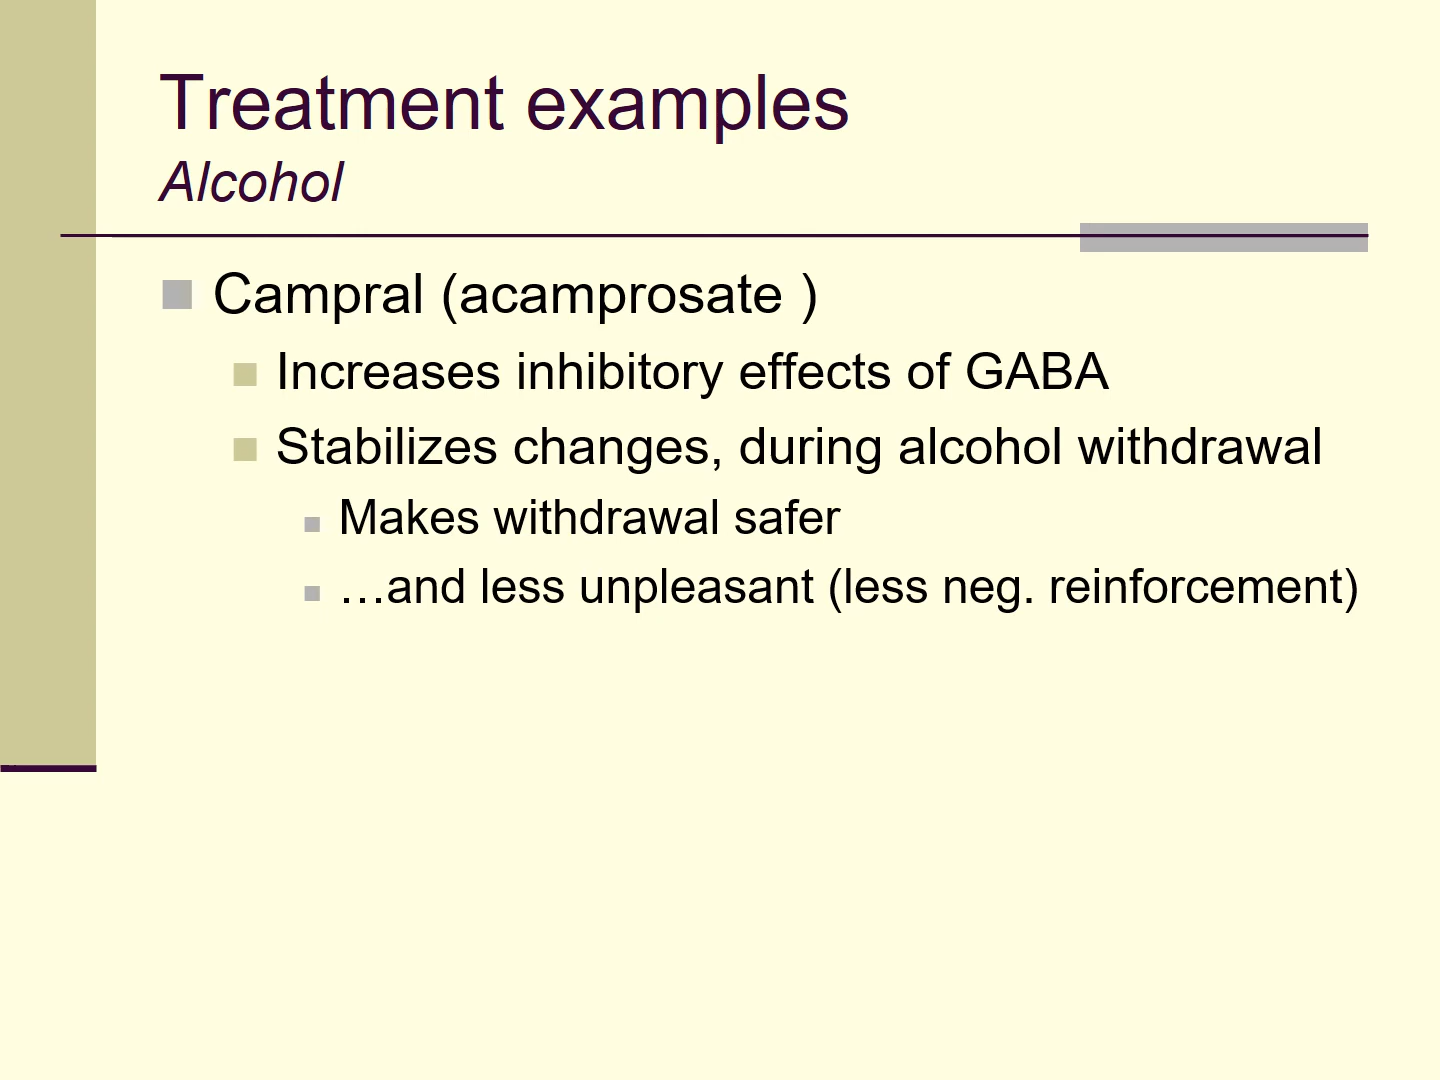 Treatment examples
Alcohol
Campral (acamprosate )
Increases inhibitory effects of GABA
Stabilizes changes, during alcohol withdrawal
Makes withdrawal safer
…and less unpleasant (less neg. reinforcement)